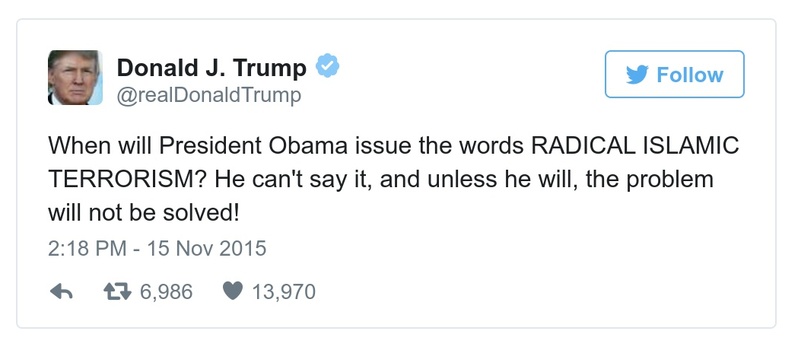 Donald J. Trump
@realDonaldTrump
Follow
When will President Obama issue the words RADICAL ISLAMIC
TERRORISM? He can't say it, and unless he will, the problem
will not be solved!
2:18 PM - 15 Nov 2015
6,986 13,970